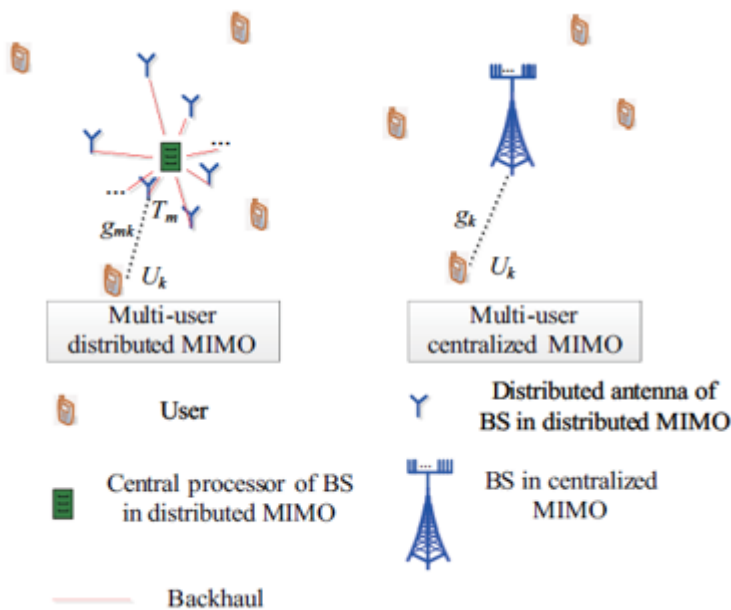 ...
...
...
T_m
g_mk
g_k
U_k
U_k
Multi-user
distributed MIMO
Multi-user
centralized MIMO
User
Distributed antenna of
BS in distributed MIMO
Central processor of BS
in distributed MIMO
...
BS in centralized
MIMO
Backhaul